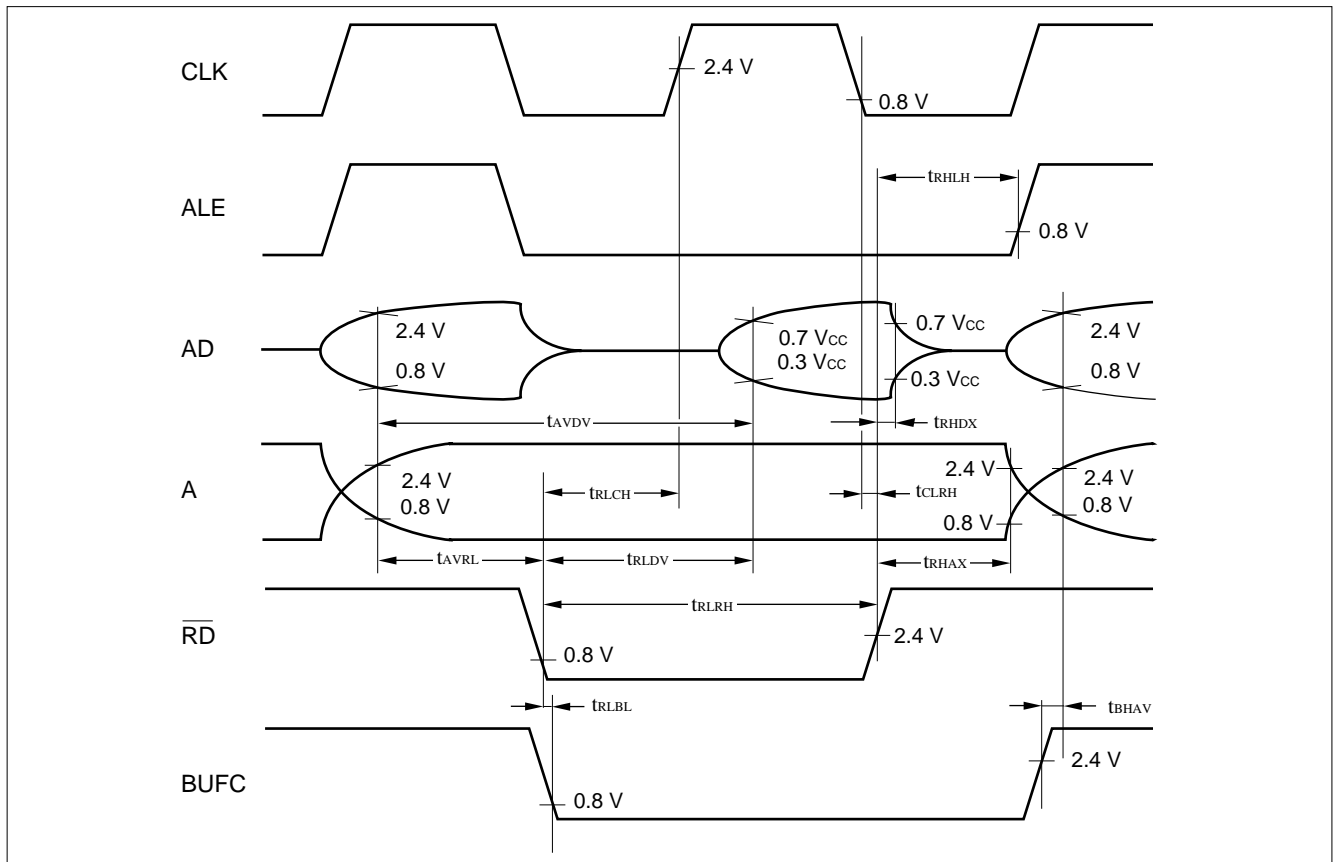 CLK
2.4 V
0.8 V
tRHLH
ALE
0.8 V
AD
2.4 V
0.8 V
0.7 VCC
0.3 VCC
0.7 VCC
0.3 VCC
2.4 V
0.8 V
tAVDV
tRHDX
A
2.4 V
0.8 V
tRLCH
2.4 V
0.8 V
tCLRH
2.4 V
0.8 V
tAVRL
tRLDV
tRHAX
tRLRH
RD
0.8 V
2.4 V
tRLBL
tBHAV
BUFC
0.8 V
2.4 V